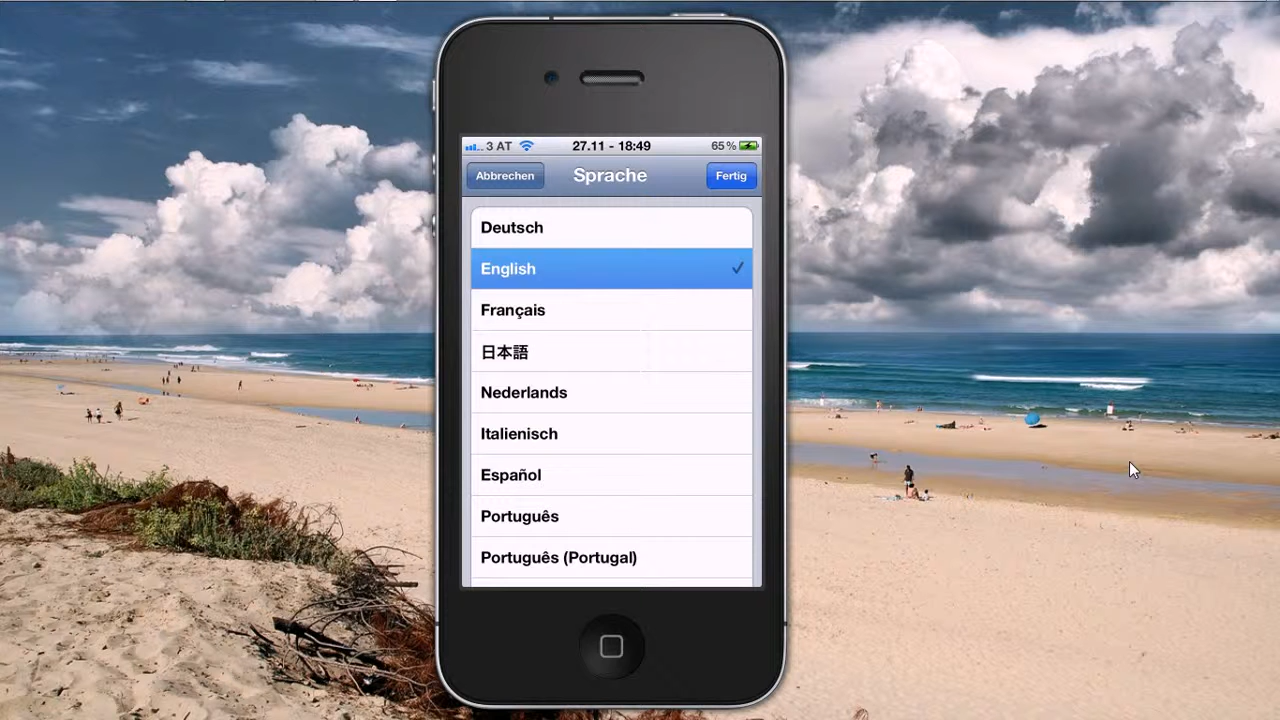 3 AT 27.11 - 18:49 65%
Abbrechen Sprache Fertig
Deutsch
English
Français
日本語
Nederlands
Italienisch
Español
Português
Português (Portugal)